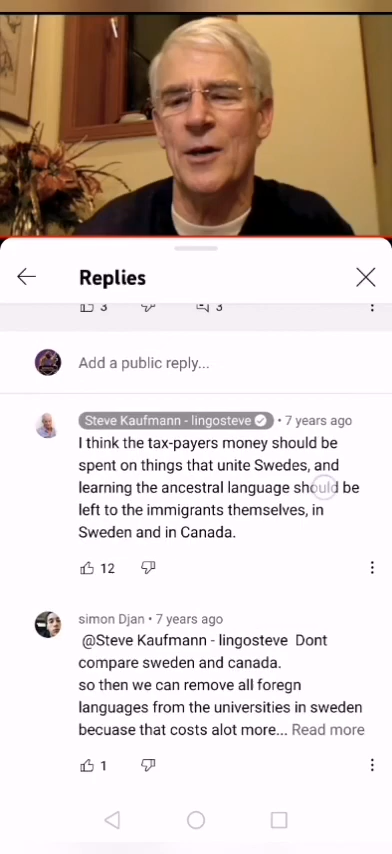 Replies
3 3
Add a public reply...
Steve Kaufmann - lingosteve • 7 years ago
I think the tax-payers money should be
spent on things that unite Swedes, and
learning the ancestral language should be
left to the immigrants themselves, in
Sweden and in Canada.
12
simon Djan • 7 years ago
@Steve Kaufmann - lingosteve Dont
compare sweden and canada.
so then we can remove all foregn
languages from the universities in sweden
becuase that costs alot more... Read more
1